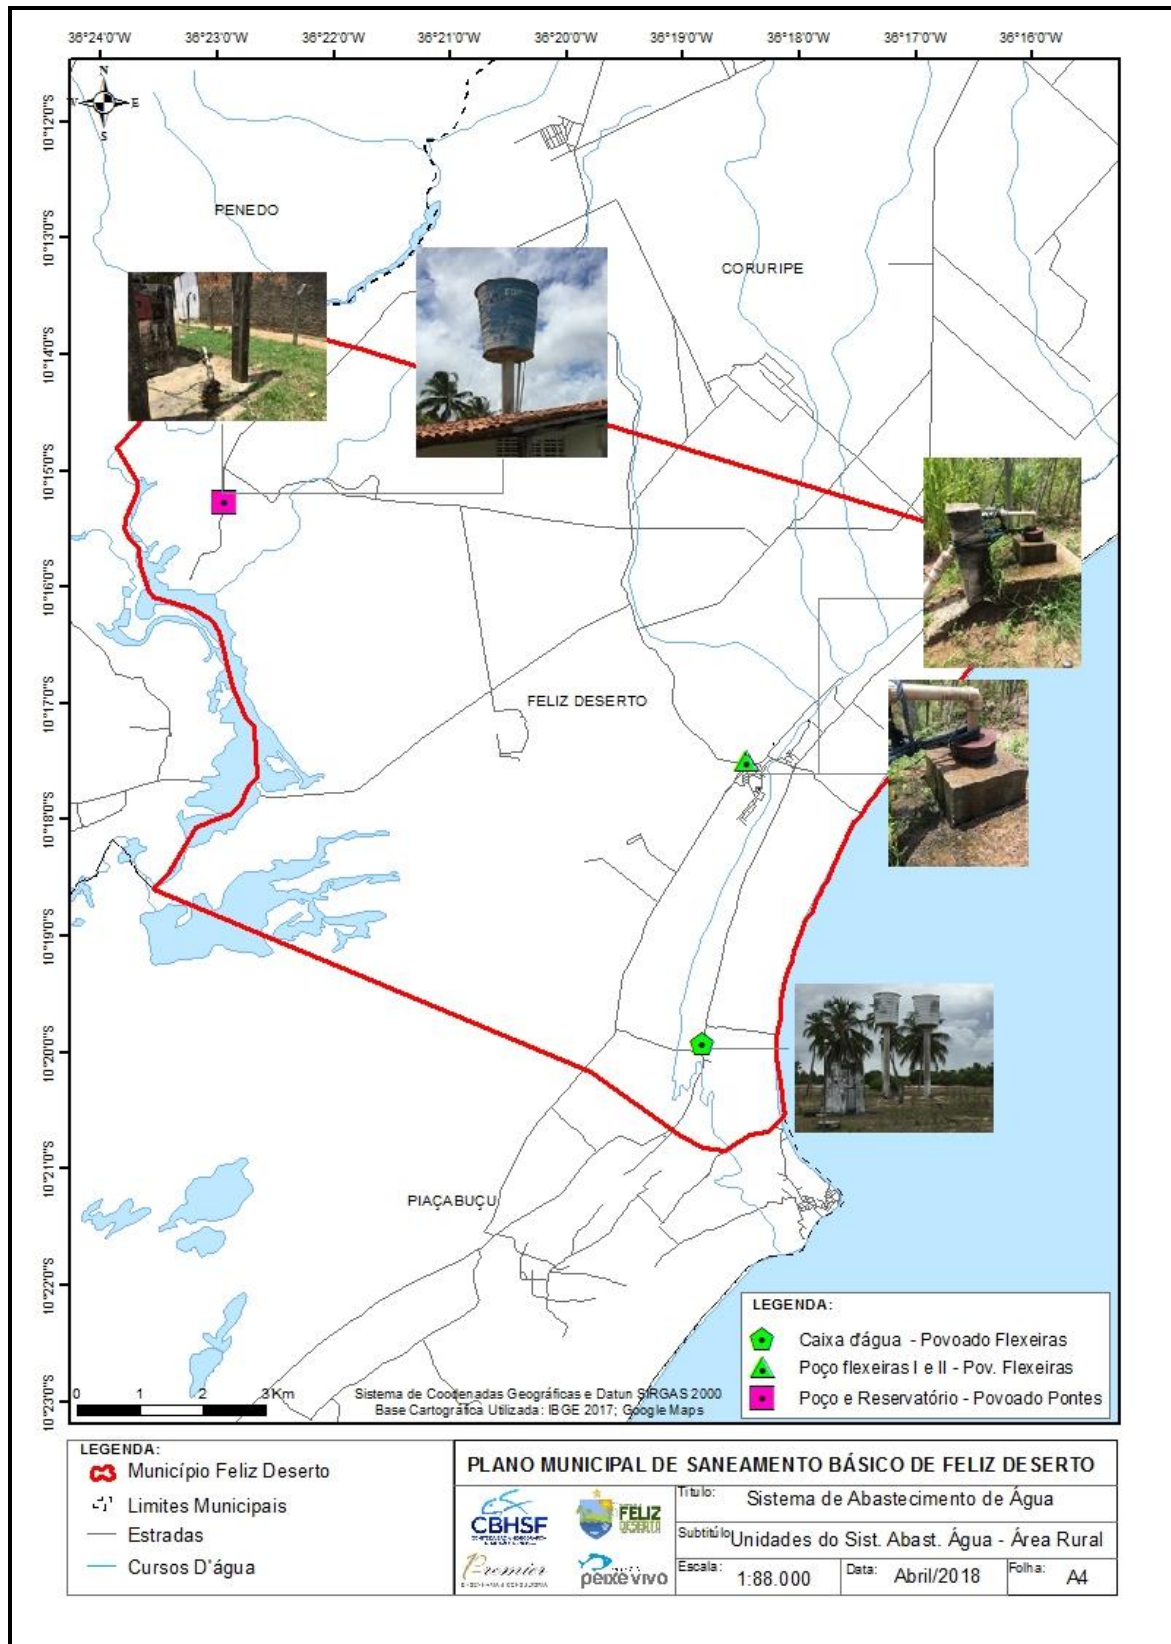 36°24'0"W 36°23'0"W 36°22'0"W 36°21'0"W 36°20'0"W 36°19'0"W 36°18'0"W 36°17'0"W 36°16'0"W
N
W E
S
10°12'0"S
10°13'0"S
10°14'0"S
10°15'0"S
10°16'0"S
10°17'0"S
10°18'0"S
10°19'0"S
10°20'0"S
10°21'0"S
10°22'0"S
10°23'0"S
PENEDO
CORURIPE
FELIZ DESERTO
PIAÇABUÇU
LEGENDA:
Caixa d'água - Povoado Flexeiras
Poço flexeiras I e II - Pov. Flexeiras
Poço e Reservatório - Povoado Pontes
0 1 2 3 Km
Sistema de Coodenadas Geográficas e Datun SIRGAS 2000
Base Cartografica Utilizada: IBGE 2017; Google Maps
LEGENDA:
Município Feliz Deserto
Limites Municipais
Estradas
Cursos D'água
PLANO MUNICIPAL DE SANEAMENTO BÁSICO DE FELIZ DESERTO
CBHSF
FELIZ
DESERTO
Premier
ENGENHARIA E CONSULTORIA
peixe vivo
Titulo: Sistema de Abastecimento de Água
Subtitúlo: Unidades do Sist. Abast. Água - Área Rural
Escala: 1:88.000
Data: Abril/2018
Folha: A4